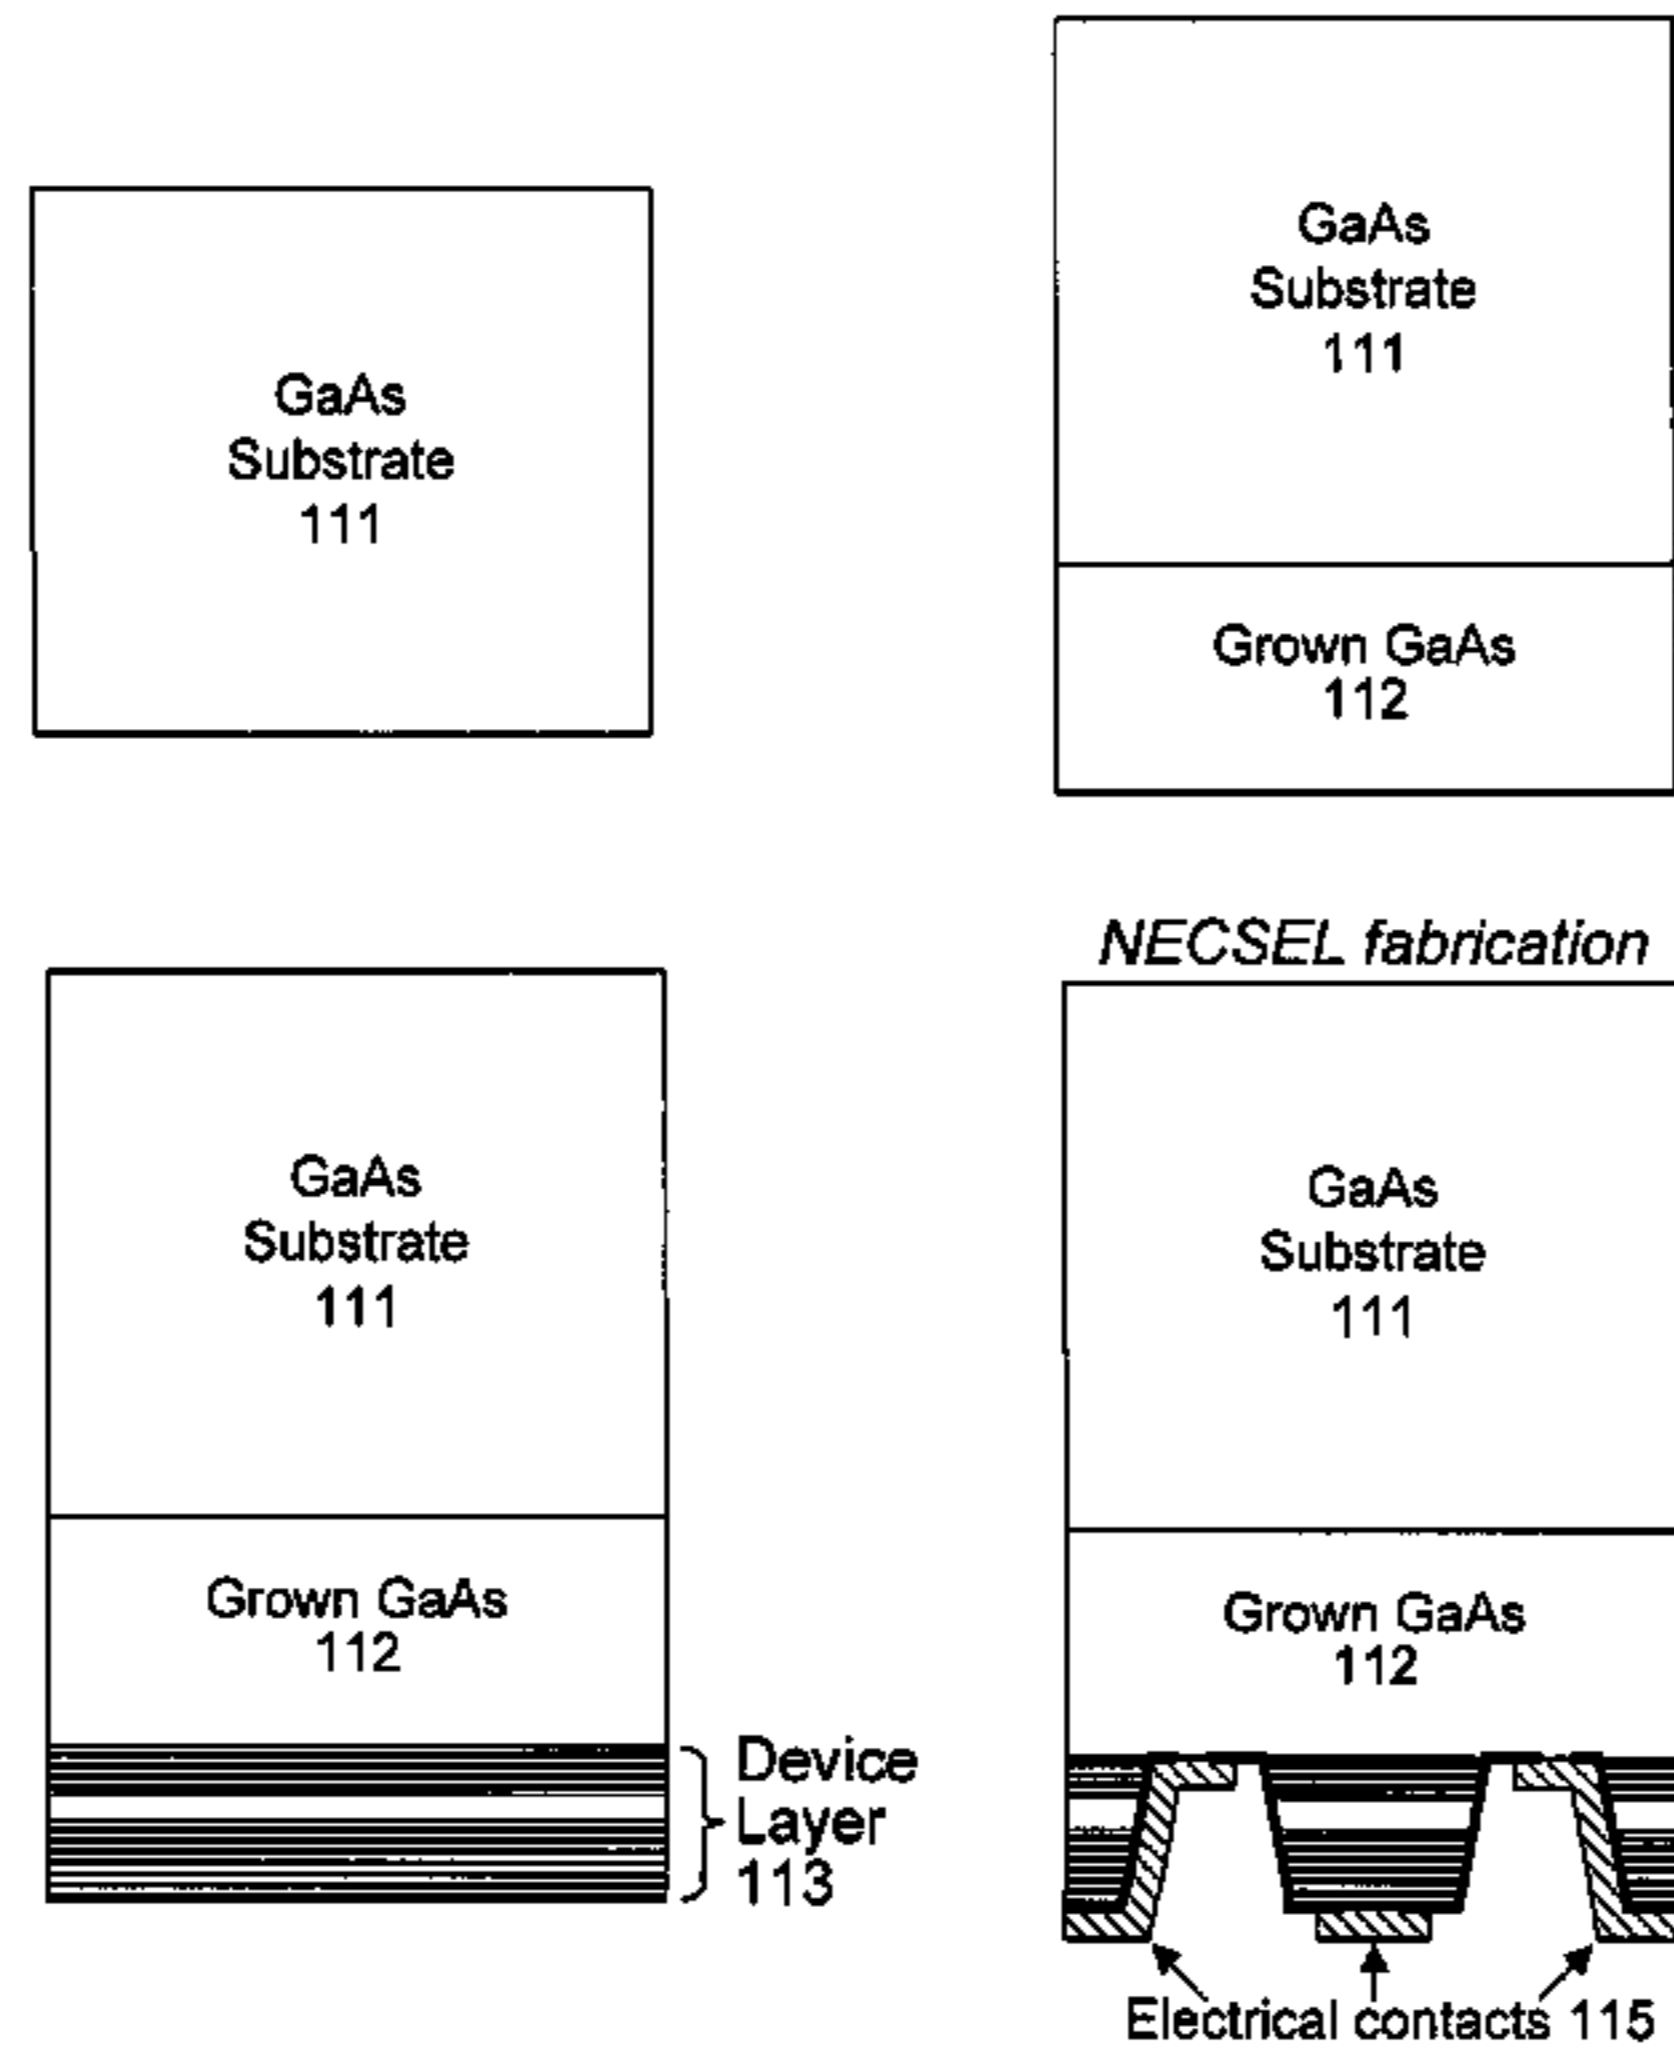 GaAs
Substrate
111
GaAs
Substrate
111
Grown GaAs
112
GaAs
Substrate
111
Grown GaAs
112
Device
Layer
113
NECSEL fabrication
GaAs
Substrate
111
Grown GaAs
112
Electrical contacts 115